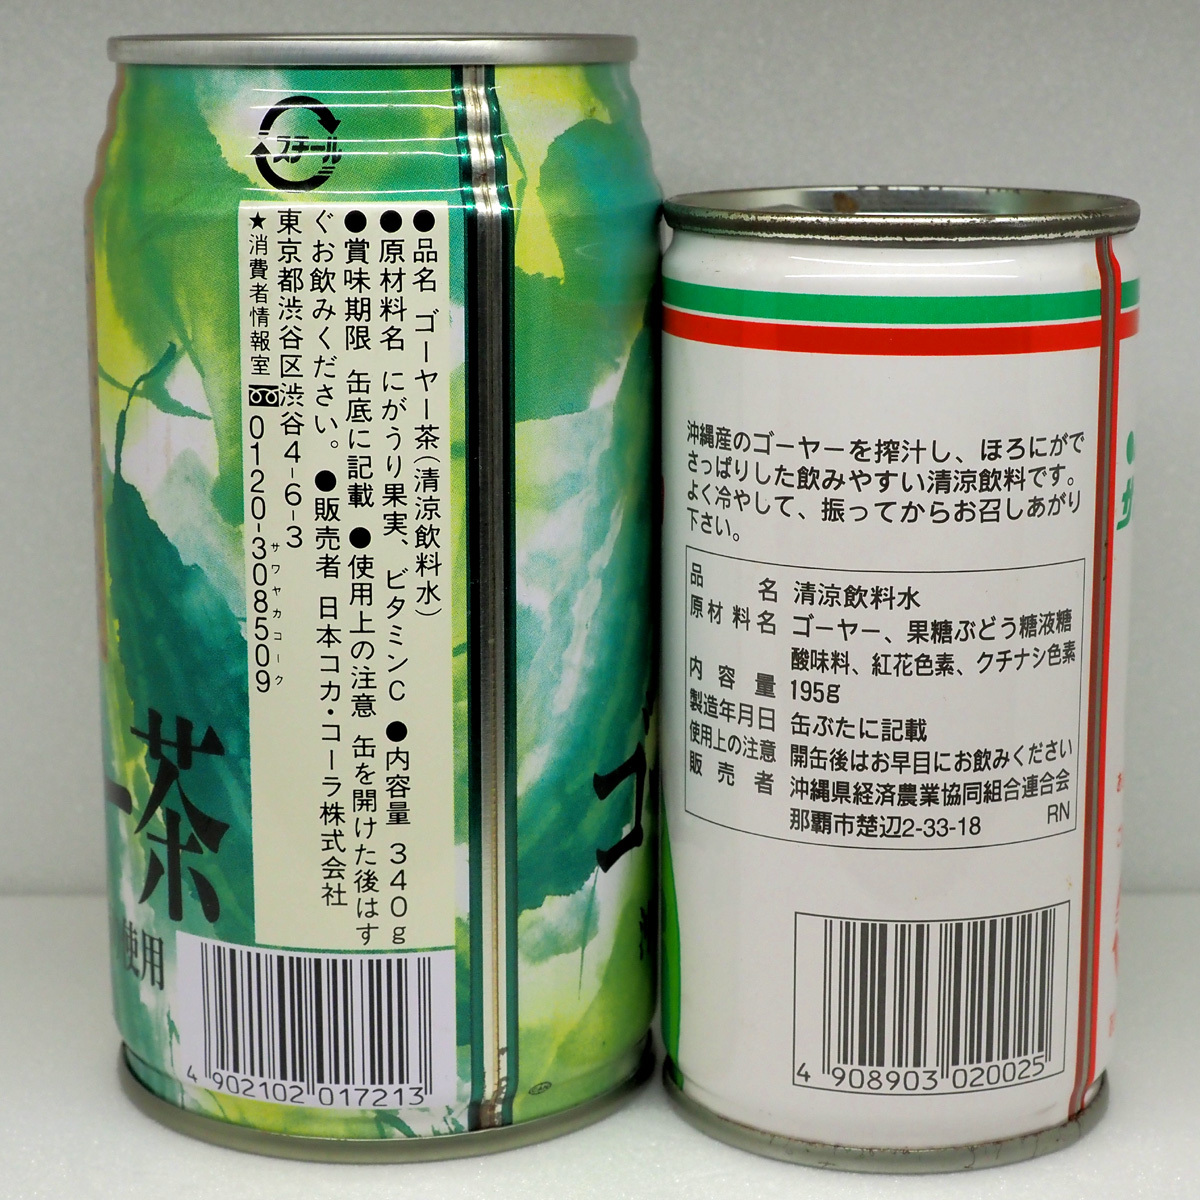 スチール
●品名 ゴーヤー茶(清涼飲料水)
●原材料名 にがうり果実、ビタミンC ●内容量 340g
●賞味期限 缶底に記載 ●使用上の注意 缶を開けた後はす
ぐお飲みください。 ●販売者 日本コカ・コーラ株式会社
東京都渋谷区渋谷4-6-3
サワヤカコーク
★消費者情報室 0120-308509
茶
使用
4 902102 017213
ゴ
沖縄産のゴーヤーを搾汁し、ほろにがで
さっぱりした飲みやすい清涼飲料です。
よく冷やして、振ってからお召しあがり
下さい。
品名 清涼飲料水
原材料名 ゴーヤー、果糖ぶどう糖液糖
酸味料、紅花色素、クチナシ色素
内容量 195g
製造年月日 缶ぶたに記載
使用上の注意 開缶後はお早目にお飲みください
販売者 沖縄県経済農業協同組合連合会
那覇市楚辺2-33-18 RN
4 908903 020025